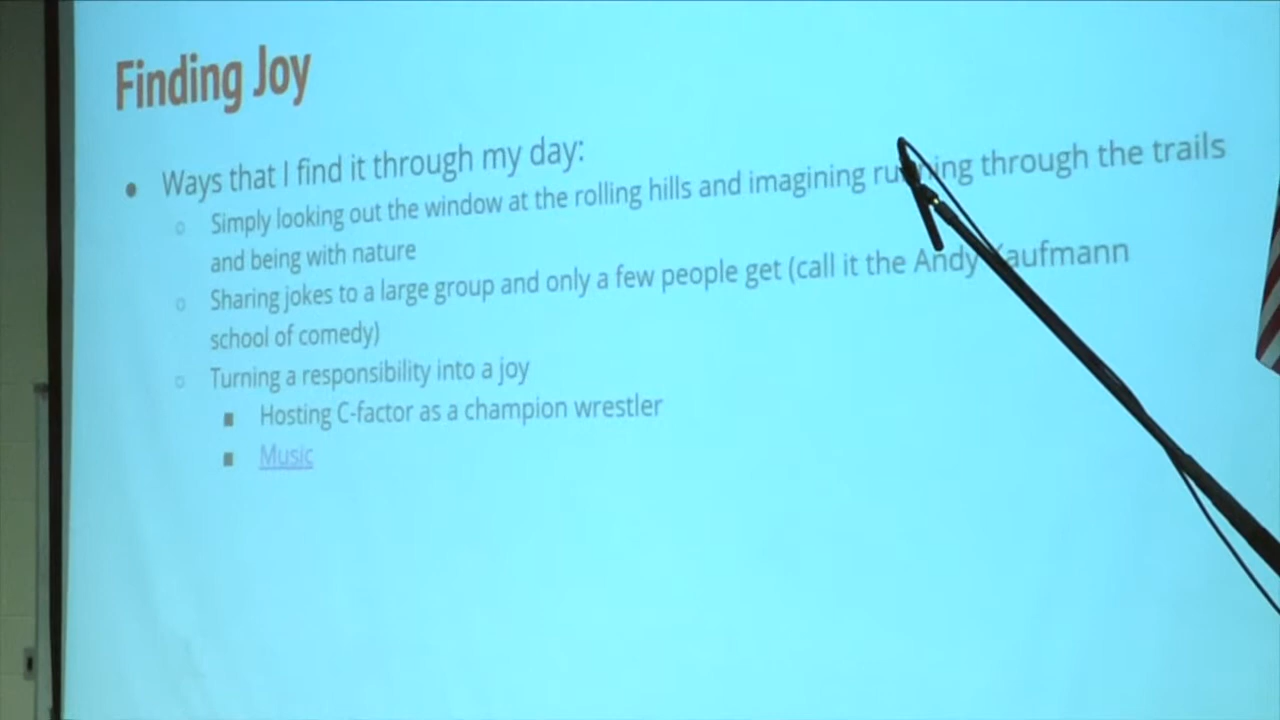 Finding Joy
● Ways that I find it through my day:
○ Simply looking out the window at the rolling hills and imagining running through the trails
and being with nature
○ Sharing jokes to a large group and only a few people get (call it the Andy Kaufmann
school of comedy)
○ Turning a responsibility into a joy
■ Hosting C-factor as a champion wrestler
■ Music